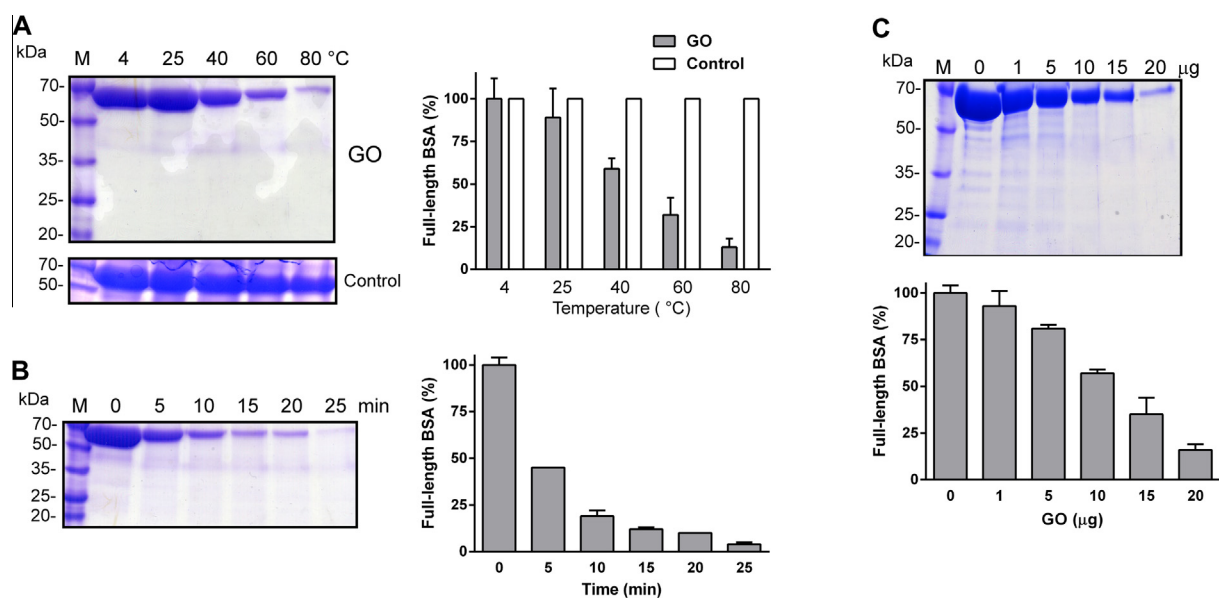 A
kDa M 4 25 40 60 80 °C
70-
50-
35-
25-
20-
GO
70-
50-
Control
GO
Control
Full-length BSA (%)
100
75
50
25
0
4 25 40 60 80
Temperature ( °C)
B
kDa M 0 5 10 15 20 25 min
70-
50-
35-
25-
20-
Full-length BSA (%)
100
75
50
25
0
0 5 10 15 20 25
Time (min)
C
kDa M 0 1 5 10 15 20 μg
70-
50-
35-
25-
20-
Full-length BSA (%)
100
75
50
25
0
0 1 5 10 15 20
GO (μg)